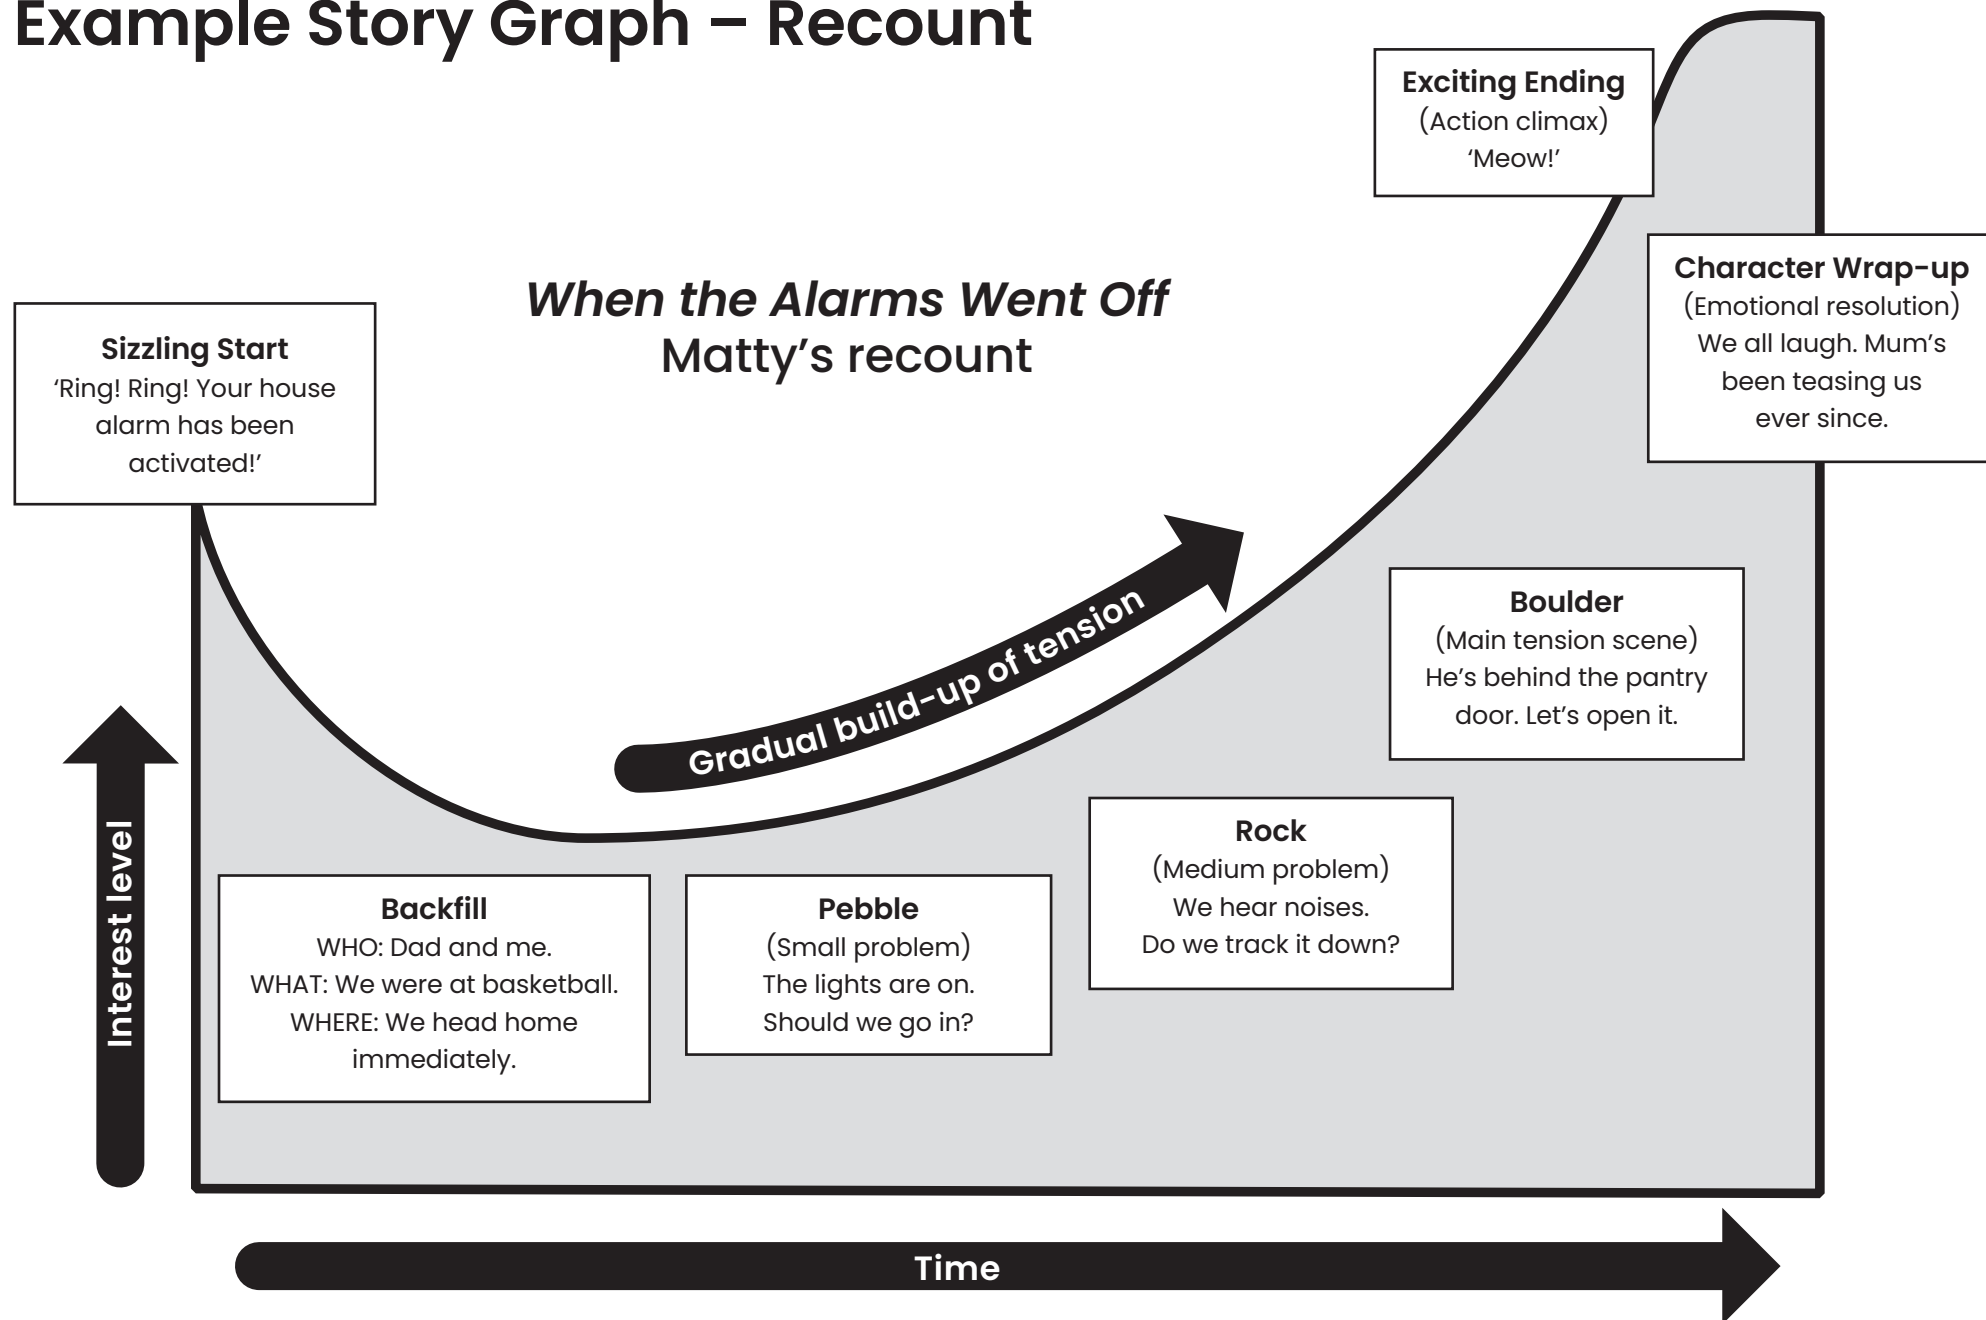 Example Story Graph – Recount
When the Alarms Went Off
Matty’s recount
Sizzling Start
‘Ring! Ring! Your house
alarm has been
activated!’
Backfill
WHO: Dad and me.
WHAT: We were at basketball.
WHERE: We head home
immediately.
Pebble
(Small problem)
The lights are on.
Should we go in?
Rock
(Medium problem)
We hear noises.
Do we track it down?
Boulder
(Main tension scene)
He’s behind the pantry
door. Let’s open it.
Exciting Ending
(Action climax)
‘Meow!’
Character Wrap-up
(Emotional resolution)
We all laugh. Mum’s
been teasing us
ever since.
Gradual build-up of tension
Interest level
Time